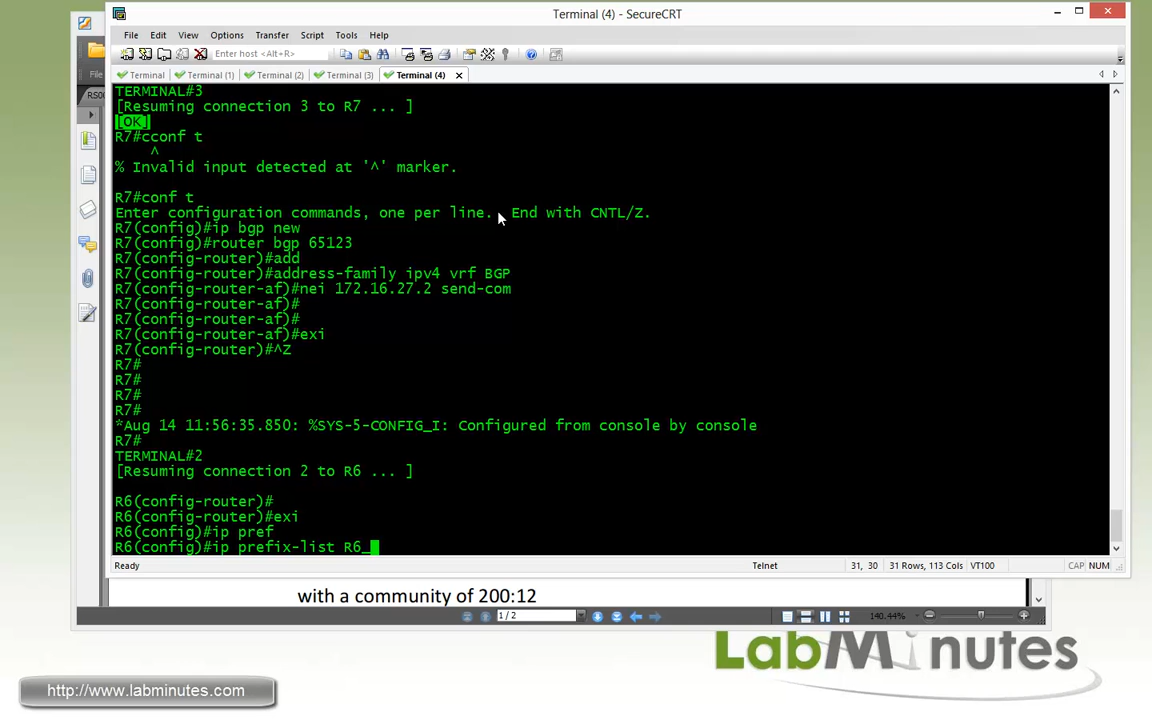 Terminal (4) - SecureCRT
File Edit View Options Transfer Script Tools Help
Enter host <Alt+R>
File
Terminal Terminal (1) Terminal (2) Terminal (3) Terminal (4)
TERMINAL#3
[Resuming connection 3 to R7 ... ]
[OK]
R7#cconf t
^
% Invalid input detected at '^' marker.
R7#conf t
Enter configuration commands, one per line. End with CNTL/Z.
R7(config)#ip bgp new
R7(config)#router bgp 65123
R7(config-router)#add
R7(config-router)#address-family ipv4 vrf BGP
R7(config-router-af)#nei 172.16.27.2 send-com
R7(config-router-af)#
R7(config-router-af)#
R7(config-router-af)#exi
R7(config-router)#^Z
R7#
R7#
R7#
R7#
*Aug 14 11:56:35.850: %SYS-5-CONFIG_I: Configured from console by console
R7#
TERMINAL#2
[Resuming connection 2 to R6 ... ]
R6(config-router)#
R6(config-router)#exi
R6(config)#ip pref
R6(config)#ip prefix-list R6_
Ready Telnet 31, 30 31 Rows, 113 Cols VT100 CAP NUM
with a community of 200:12
1 / 2 140.44%
LabMinutes
http://www.labminutes.com